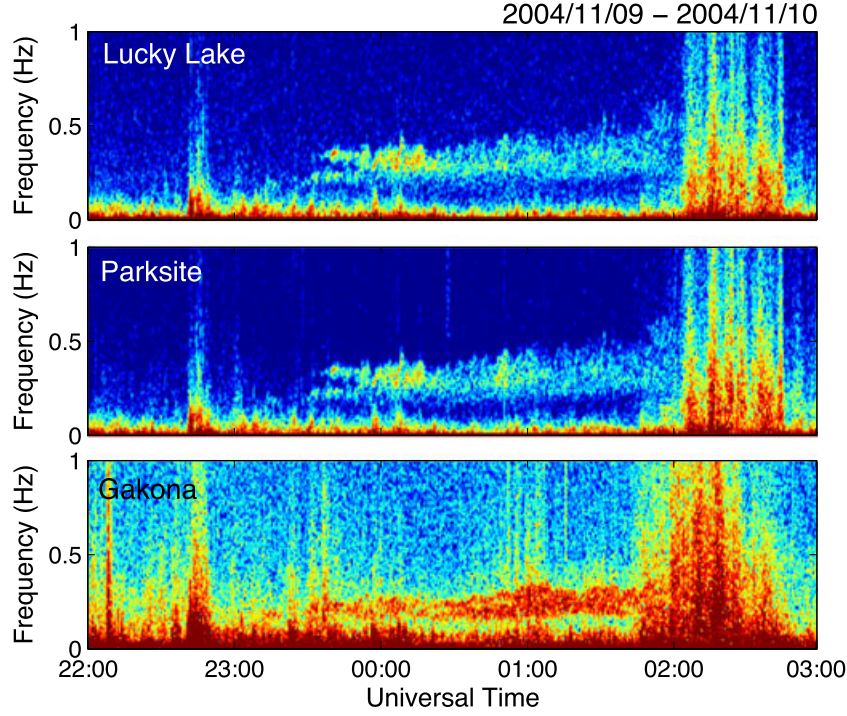 2004/11/09 – 2004/11/10
1
Lucky Lake
0.5
Frequency (Hz)
0
1
Parksite
0.5
Frequency (Hz)
0
1
Gakona
0.5
Frequency (Hz)
0
22:00 23:00 00:00 01:00 02:00 03:00
Universal Time